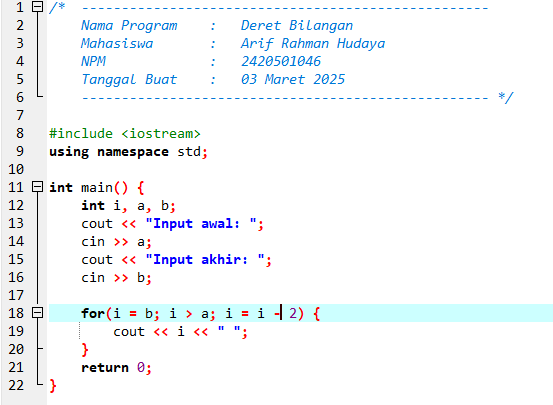 1 /* ---------------------------------------------------
2 Nama Program : Deret Bilangan
3 Mahasiswa : Arif Rahman Hudaya
4 NPM : 2420501046
5 Tanggal Buat : 03 Maret 2025
6 --------------------------------------------------- */
7
8 #include <iostream>
9 using namespace std;
10
11 int main() {
12 int i, a, b;
13 cout << "Input awal: ";
14 cin >> a;
15 cout << "Input akhir: ";
16 cin >> b;
17
18 for(i = b; i > a; i = i - 2) {
19 cout << i << " ";
20 }
21 return 0;
22 }